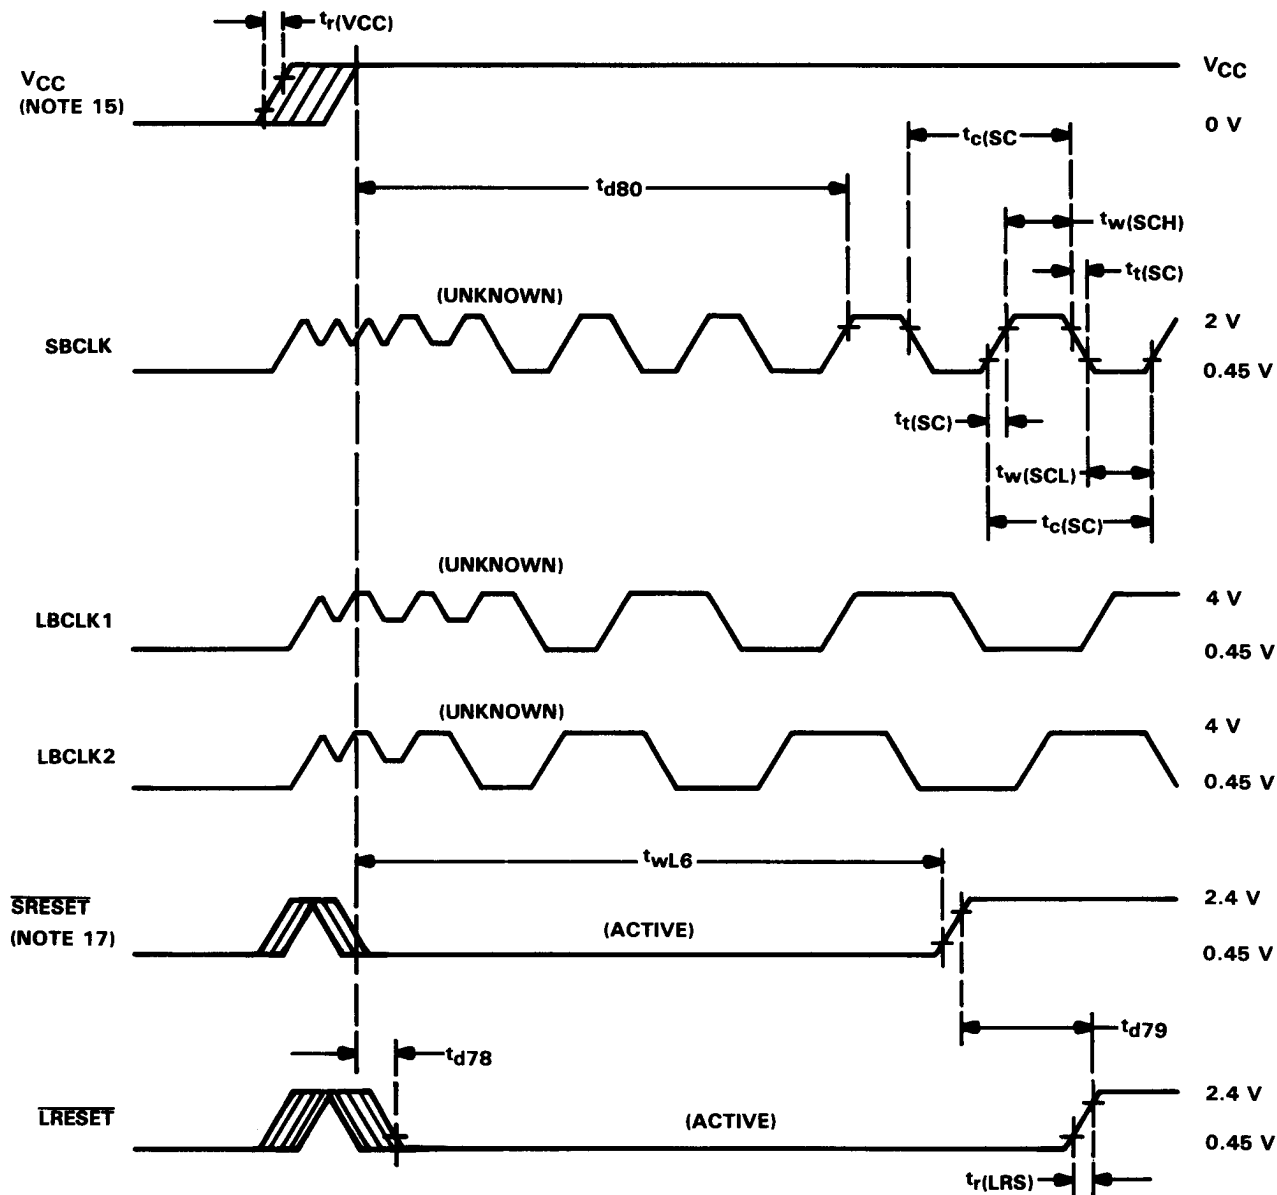 tr(VCC)
VCC
(NOTE 15)
VCC
0 V
tc(SC
td80
tw(SCH)
tt(SC)
(UNKNOWN)
SBCLK
2 V
0.45 V
tt(SC)
tw(SCL)
tc(SC)
(UNKNOWN)
LBCLK1
4 V
0.45 V
(UNKNOWN)
LBCLK2
4 V
0.45 V
twL6
SRESET
(NOTE 17)
(ACTIVE)
2.4 V
0.45 V
td79
td78
LRESET
(ACTIVE)
2.4 V
0.45 V
tr(LRS)